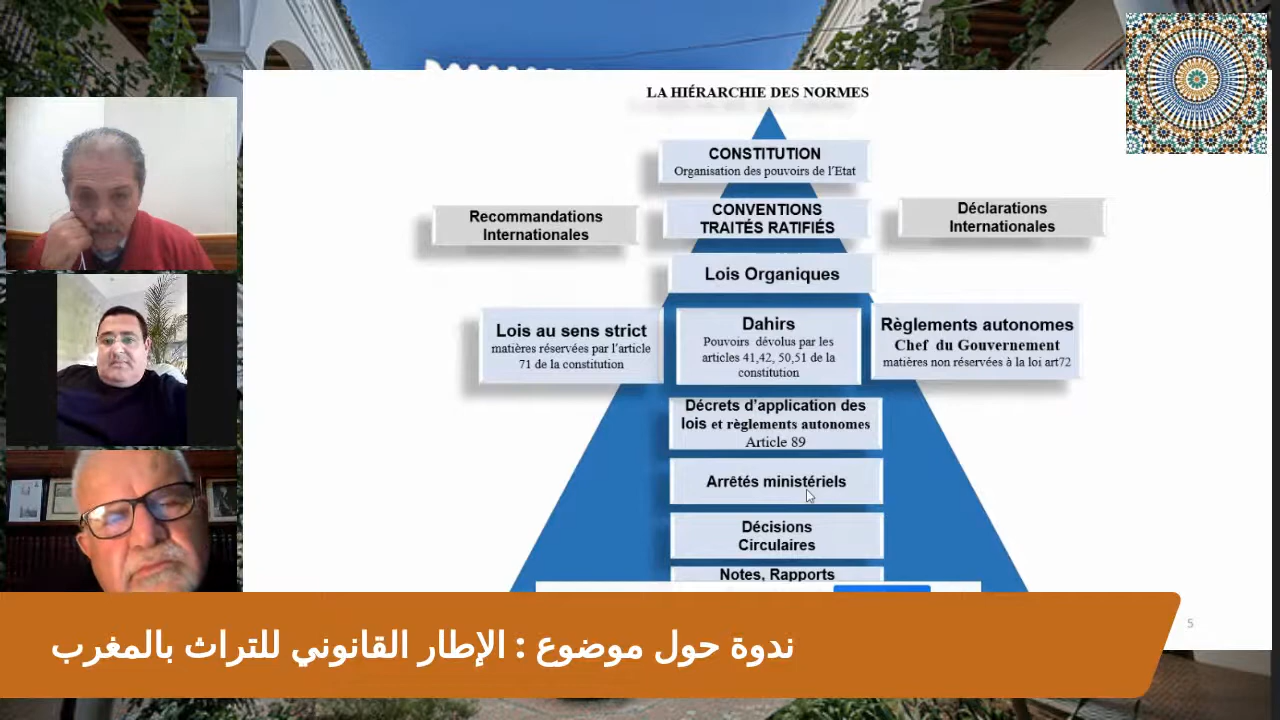 LA HIÉRARCHIE DES NORMES
CONSTITUTION
Organisation des pouvoirs de l'Etat
Recommandations
Internationales
CONVENTIONS
TRAITÉS RATIFIÉS
Déclarations
Internationales
Lois Organiques
Lois au sens strict
matières réservées par l'article
71 de la constitution
Dahirs
Pouvoirs dévolus par les
articles 41,42, 50,51 de la
constitution
Règlements autonomes
Chef du Gouvernement
matières non réservées à la loi art72
Décrets d'application des
lois et règlements autonomes
Article 89
Arrêtés ministériels
Décisions
Circulaires
Notes, Rapports
5
ندوة حول موضوع : الإطار القانوني للتراث بالمغرب